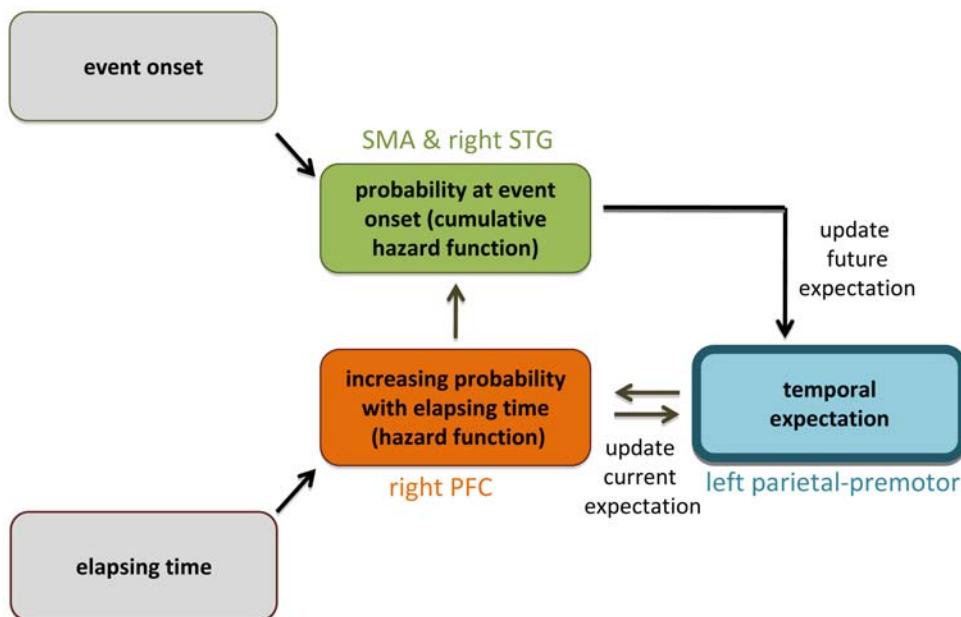 event onset
SMA & right STG
probability at event
onset (cumulative
hazard function)
update
future
expectation
increasing probability
with elapsing time
(hazard function)
temporal
expectation
update
current
expectation
right PFC
left parietal-premotor
elapsing time